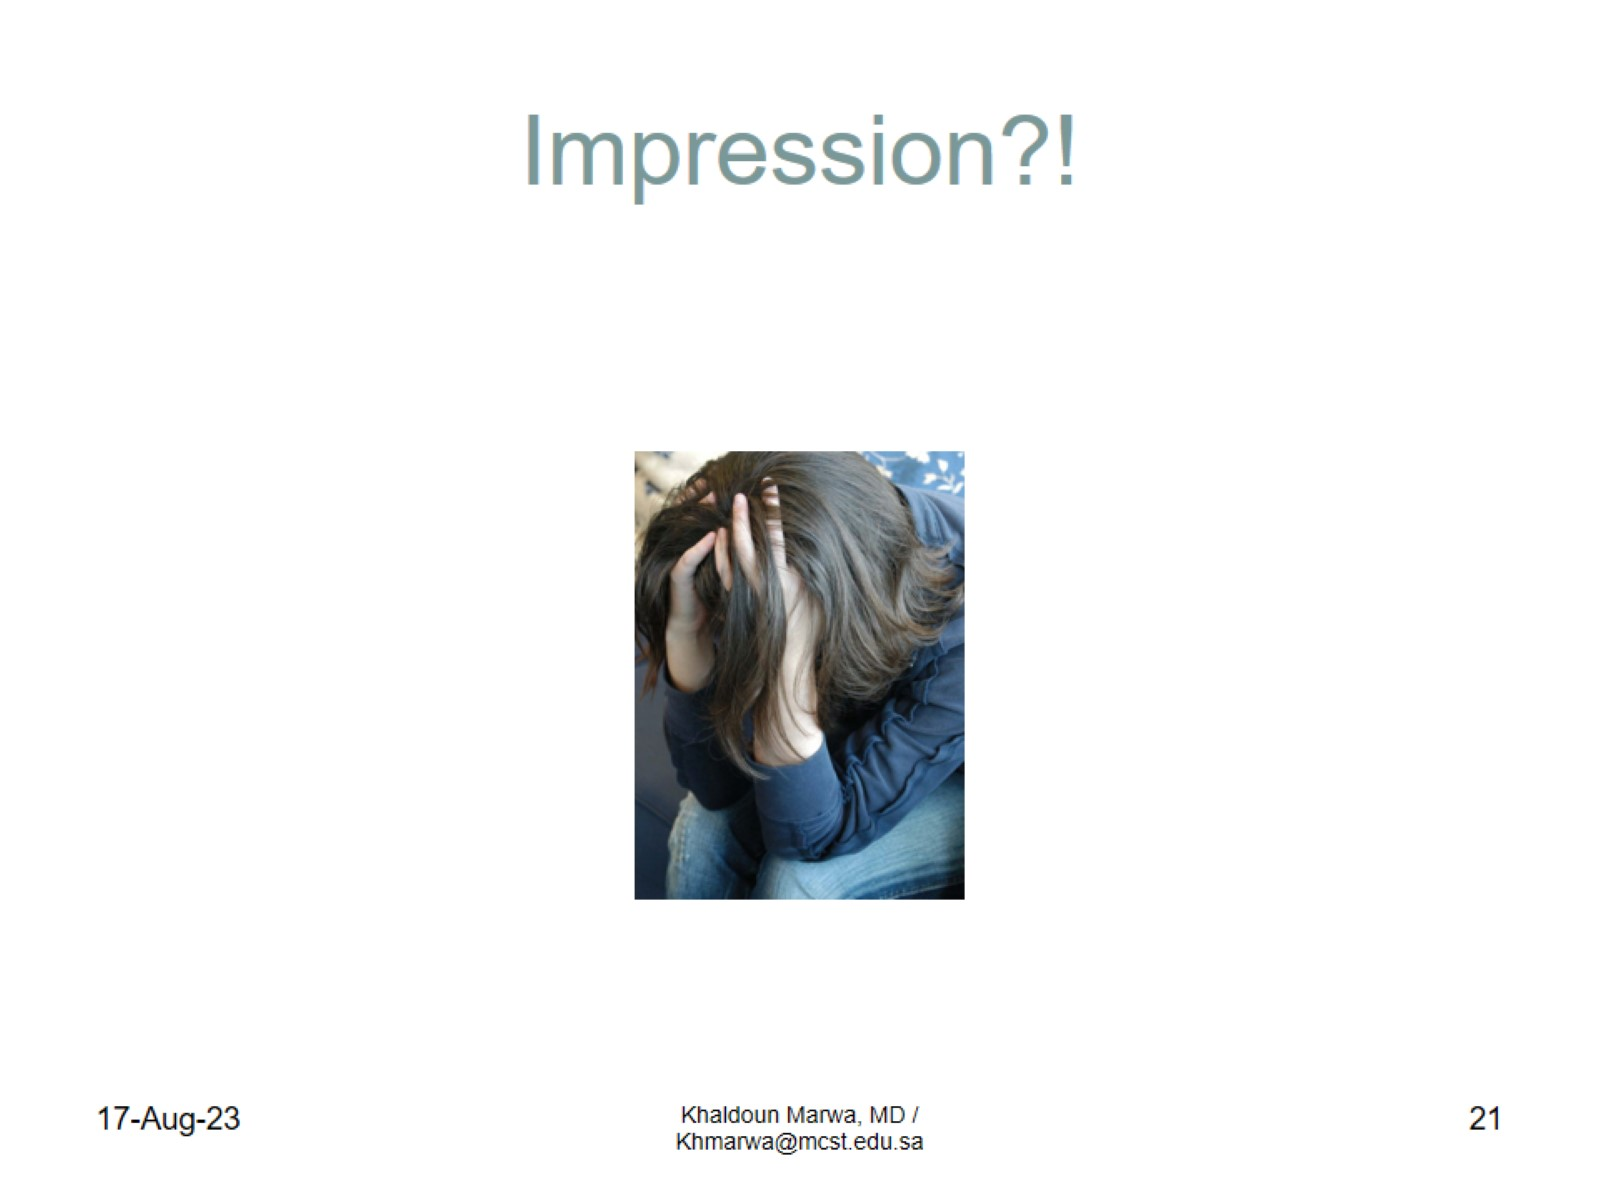 Impression?!
17-Aug-23
Khaldoun Marwa, MD /
Khmarwa@mcst.edu.sa
21